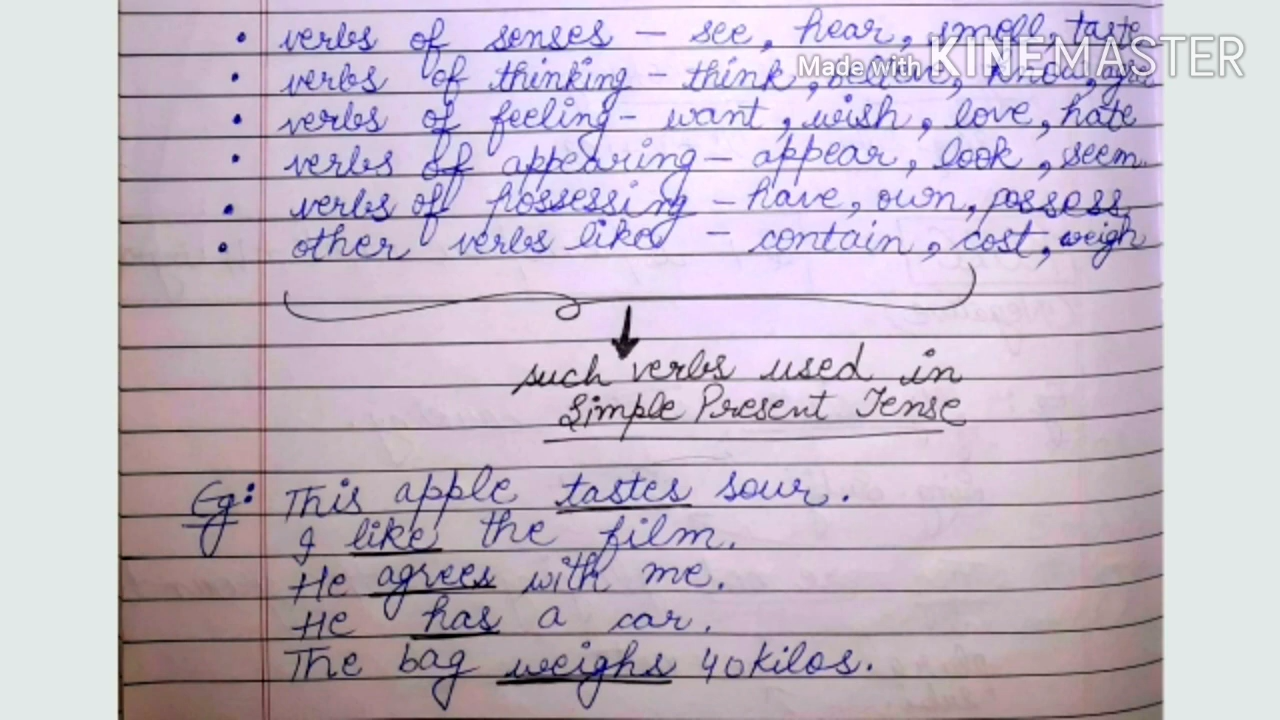 • verbs of senses - see, hear, smell, taste
• verbs of thinking - think, believe, know, agree
• verbs of feeling - want, wish, love, hate
• verbs of appearing - appear, look, seem
• verbs of possessing - have, own, possess,
• other verbs like - contain, cost, weigh
Made with KINEMASTER
such verbs used in
Simple Present Tense
Eg: This apple tastes sour.
I like the film.
He agrees with me.
He has a car.
The bag weighs 40kilos.